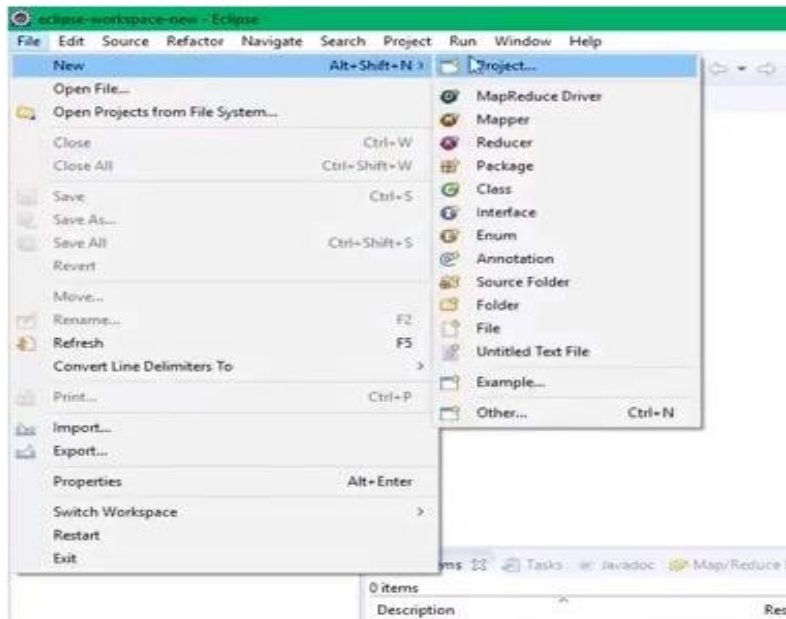 eclipse-workspace-new - Eclipse
File Edit Source Refactor Navigate Search Project Run Window Help
New Alt+Shift+N >
Open File...
Open Projects from File System...
Close Ctrl+W
Close All Ctrl+Shift+W
Save Ctrl+S
Save As...
Save All Ctrl+Shift+S
Revert
Move...
Rename... F2
Refresh F5
Convert Line Delimiters To >
Print... Ctrl+P
Import...
Export...
Properties Alt+Enter
Switch Workspace >
Restart
Exit
Project...
MapReduce Driver
Mapper
Reducer
Package
Class
Interface
Enum
Annotation
Source Folder
Folder
File
Untitled Text File
Example...
Other... Ctrl+N
ms Tasks Javadoc Map/Reduce
0 items
Description Res